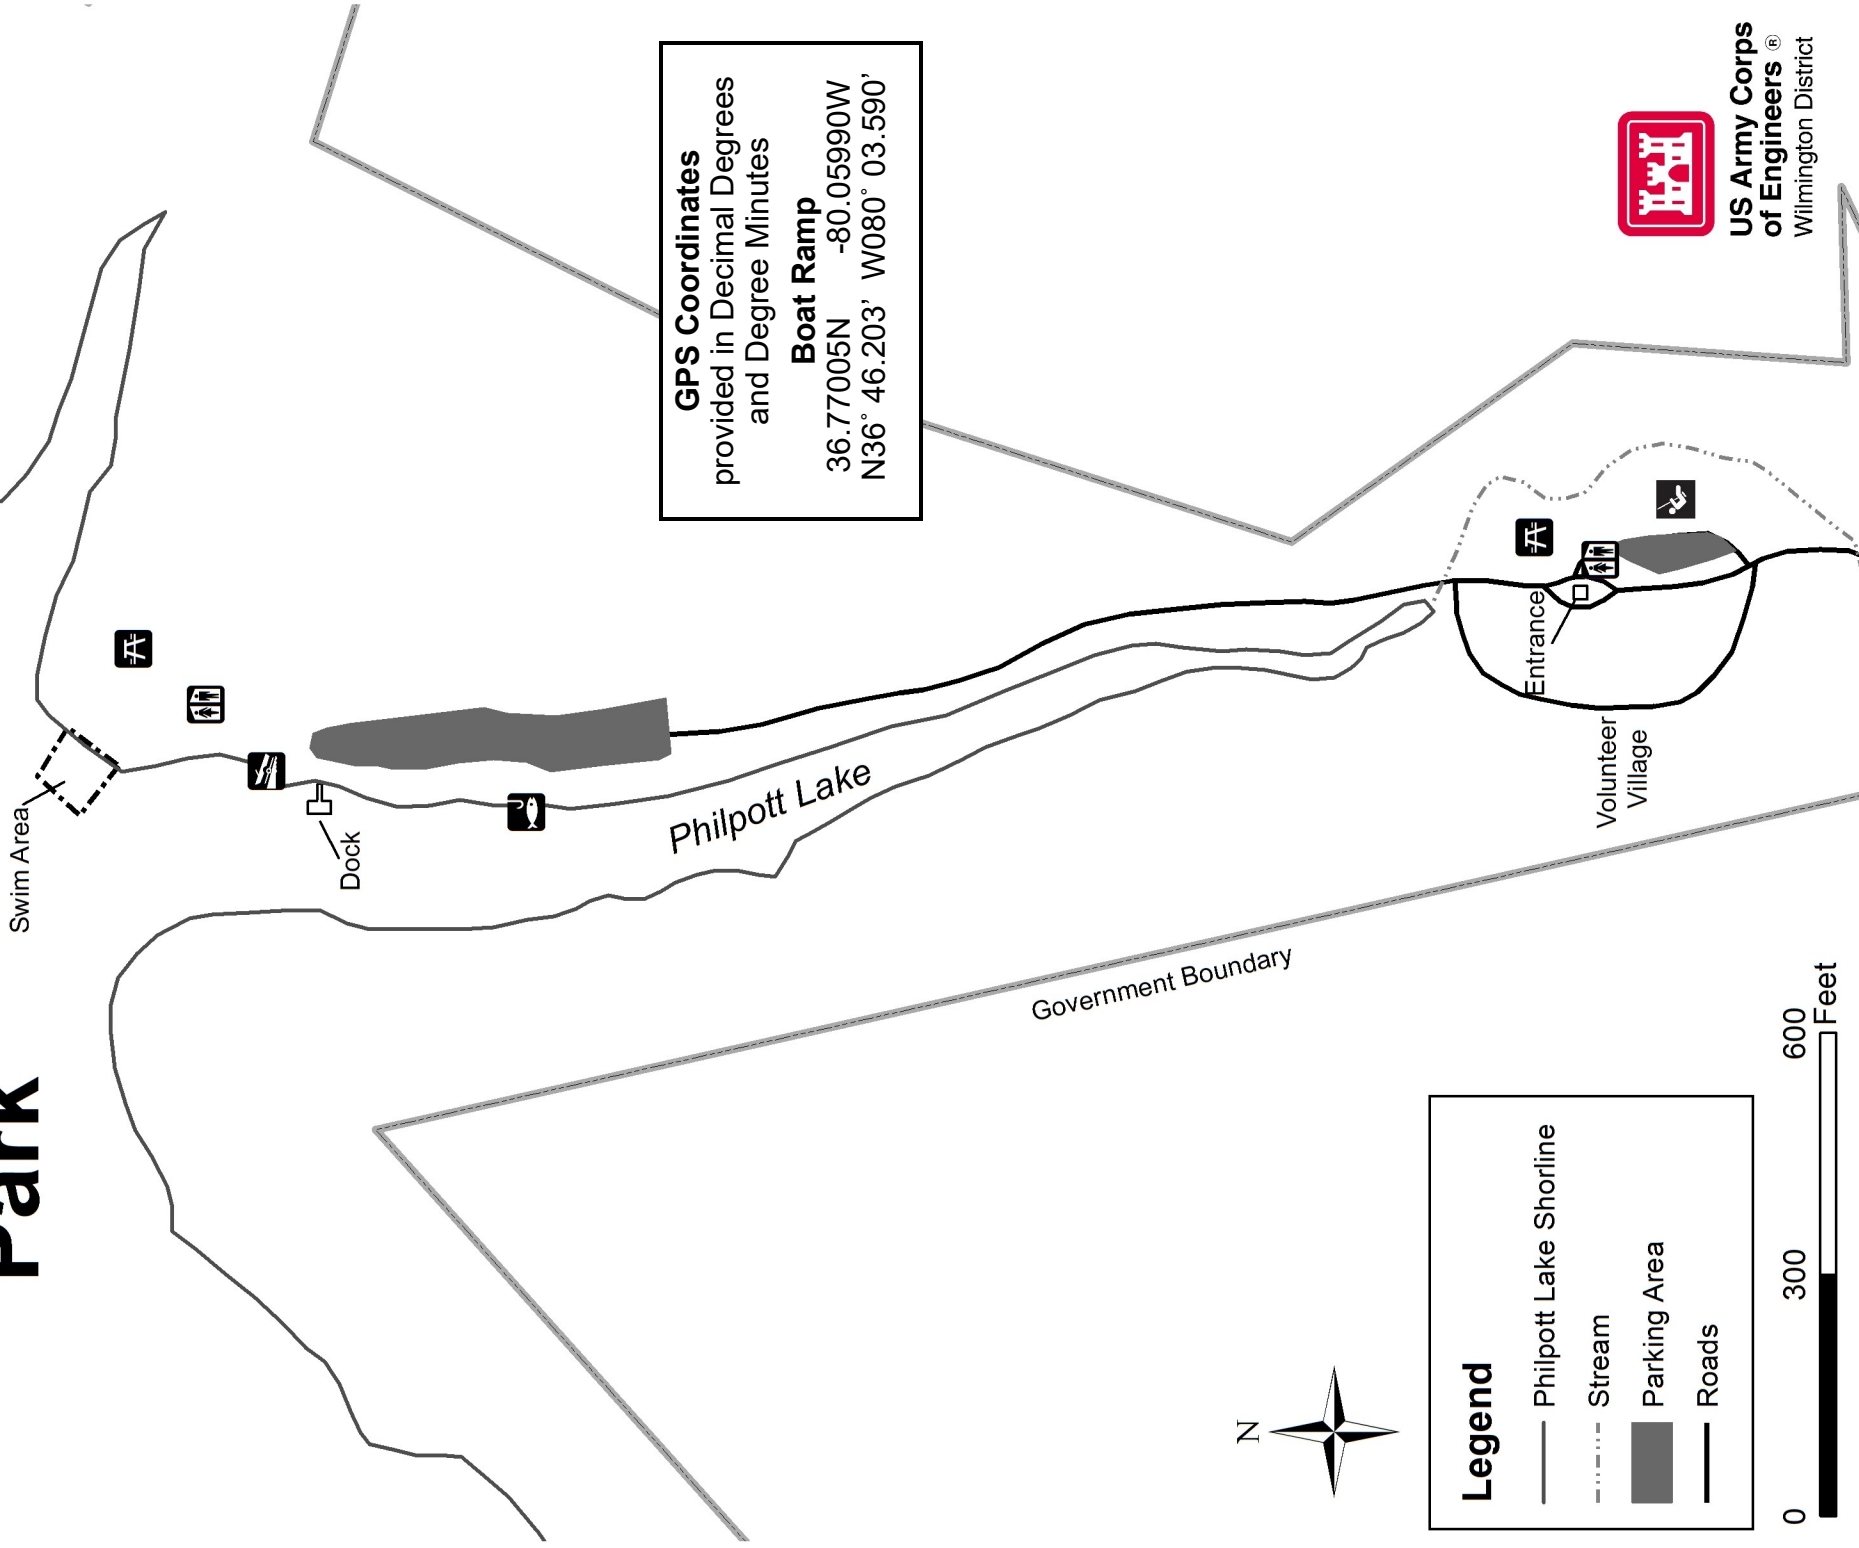 Park
Swim Area
Dock
Philpott Lake
Government Boundary
GPS Coordinates
provided in Decimal Degrees
and Degree Minutes
Boat Ramp
36.77005N -80.05990W
N36° 46.203’ W080° 03.590’
Entrance
Volunteer
Village
N
Legend
Philpott Lake Shorline
Stream
Parking Area
Roads
0 300 600
Feet
US Army Corps
of Engineers ®
Wilmington District